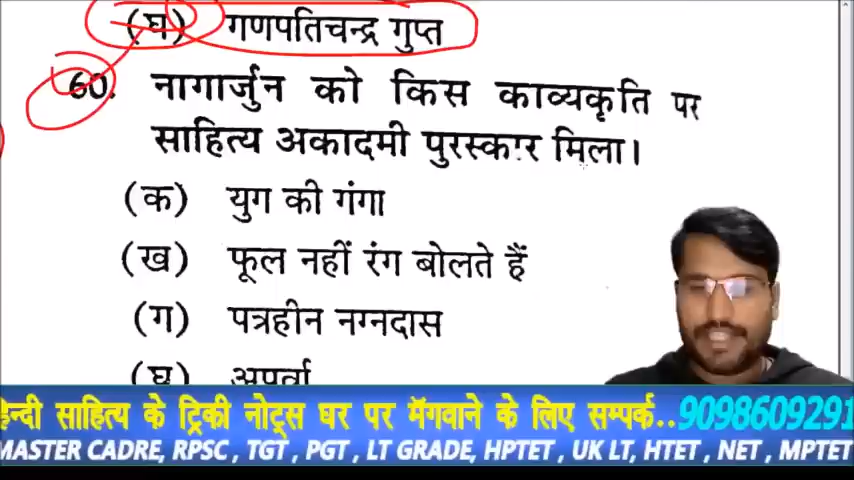 (घ) गणपतिचन्द्र गुप्त
60. नागार्जुन को किस काव्यकृति पर
साहित्य अकादमी पुरस्कार मिला।
(क) युग की गंगा
(ख) फूल नहीं रंग बोलते हैं
(ग) पत्रहीन नग्नदास
(घ) अपूर्वा
हिन्दी साहित्य के ट्रिकी नोट्स घर पर मँगवाने के लिए सम्पर्क..9098609291
MASTER CADRE, RPSC , TGT , PGT , LT GRADE, HPTET , UK LT, HTET , NET , MPTET